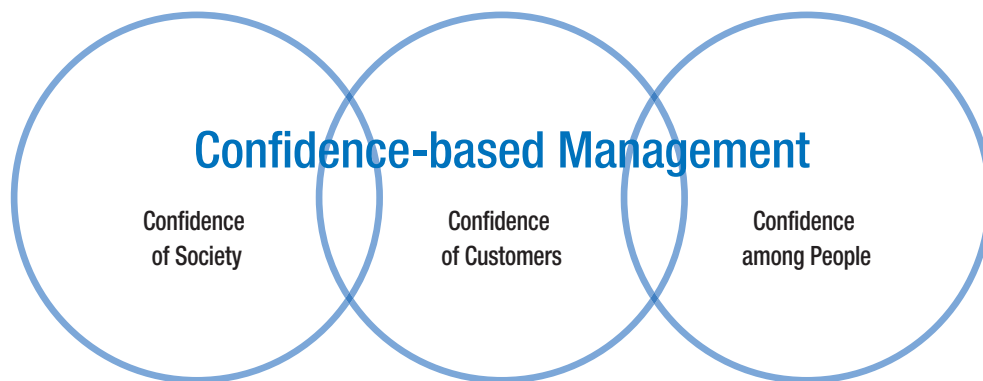 Confidence-based Management
Confidence
of Society
Confidence
of Customers
Confidence
among People